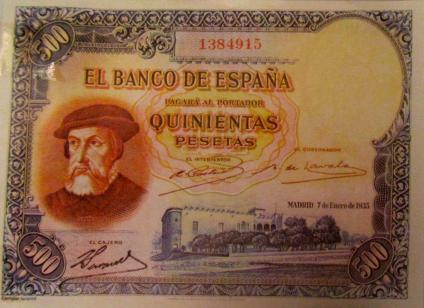 500
1384915
500
EL BANCO DE ESPAÑA
PAGARÁ AL PORTADOR
QUINIENTAS
PESETAS
EL INTERVENTOR
EL GOBERNADOR
MADRID 7 de Enero de 1935
EL CAJERO
500
500